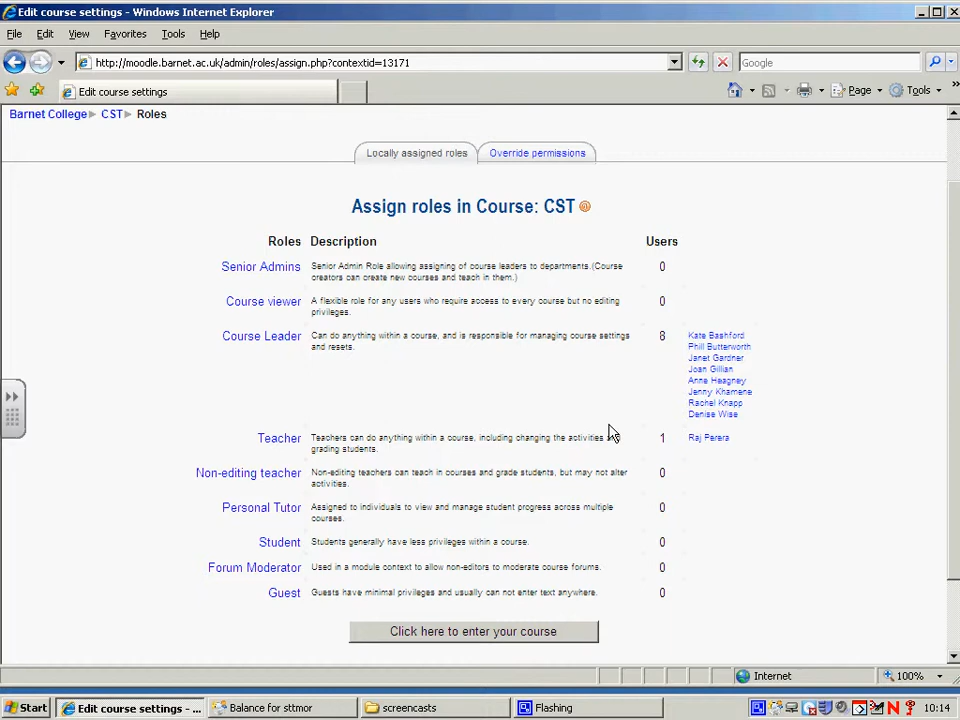 Edit course settings - Windows Internet Explorer
File Edit View Favorites Tools Help
http://moodle.barnet.ac.uk/admin/roles/assign.php?contextid=13171
Google
Edit course settings
Page Tools
Barnet College CST Roles
Locally assigned roles Override permissions
Assign roles in Course: CST
Roles Description Users
Senior Admins Senior Admin Role allowing assigning of course leaders to departments.(Course 0
creators can create new courses and teach in them.)
Course viewer A flexible role for any users who require access to every course but no editing 0
privileges.
Course Leader Can do anything within a course, and is responsible for managing course settings 8 Kate Bashford
and resets. Phill Butterworth
Janet Gardner
Joan Gillian
Anne Heagney
Jenny Khamene
Rachel Knapp
Denise Wise
Teacher Teachers can do anything within a course, including changing the activities 1 Raj Perera
grading students.
Non-editing teacher Non-editing teachers can teach in courses and grade students, but may not alter 0
activities.
Personal Tutor Assigned to individuals to view and manage student progress across multiple 0
courses.
Student Students generally have less privileges within a course. 0
Forum Moderator Used in a module context to allow non-editors to moderate course forums. 0
Guest Guests have minimal privileges and usually can not enter text anywhere. 0
Click here to enter your course
Internet 100%
Start Edit course settings - ... Balance for sttmor screencasts Flashing 10:14